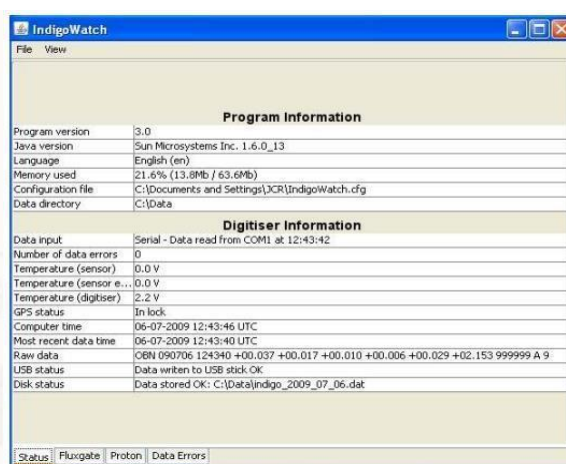 IndigoWatch
File View
Program Information
Program version 3.0
Java version Sun Microsystems Inc. 1.6.0_13
Language English (en)
Memory used 21.6% (13.8Mb / 63.6Mb)
Configuration file C:\Documents and Settings\JCR\IndigoWatch.cfg
Data directory C:\Data
Digitiser Information
Data input Serial - Data read from COM1 at 12:43:42
Number of data errors 0
Temperature (sensor) 0.0 V
Temperature (sensor e... 0.0 V
Temperature (digitiser) 2.2 V
GPS status In lock
Computer time 06-07-2009 12:43:46 UTC
Most recent data time 06-07-2009 12:43:40 UTC
Raw data OBN 090706 124340 +00.037 +00.017 +00.010 +00.006 +00.029 +02.153 999999 A 9
USB status Data writen to USB stick OK
Disk status Data stored OK: C:\Data\indigo_2009_07_06.dat
Status Fluxgate Proton Data Errors